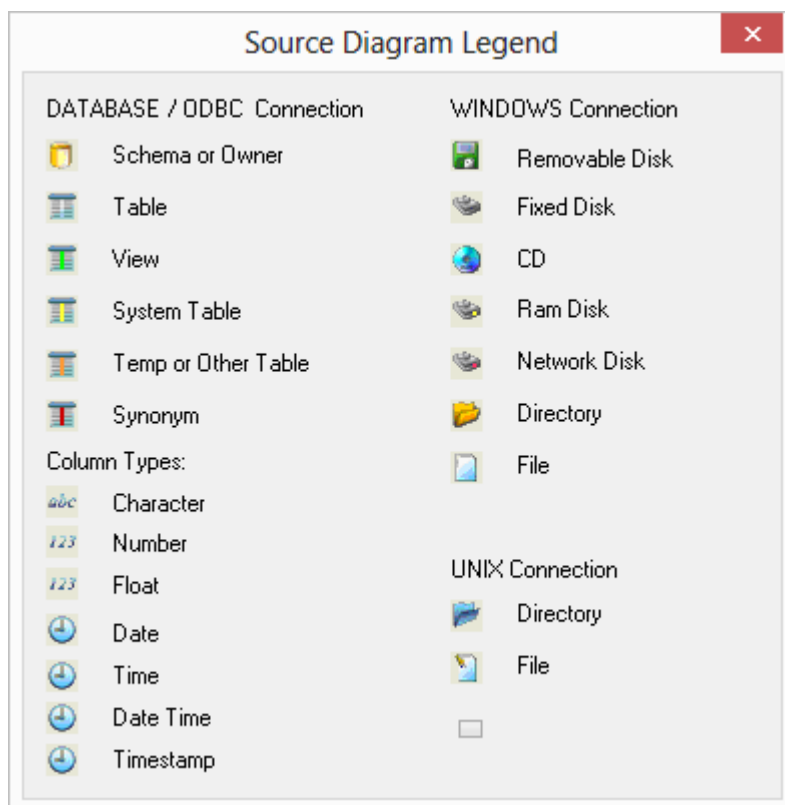 Source Diagram Legend
DATABASE / ODBC Connection
Schema or Owner
Table
View
System Table
Temp or Other Table
Synonym
Column Types:
abc Character
123 Number
123 Float
Date
Time
Date Time
Timestamp
WINDOWS Connection
Removable Disk
Fixed Disk
CD
Ram Disk
Network Disk
Directory
File
UNIX Connection
Directory
File